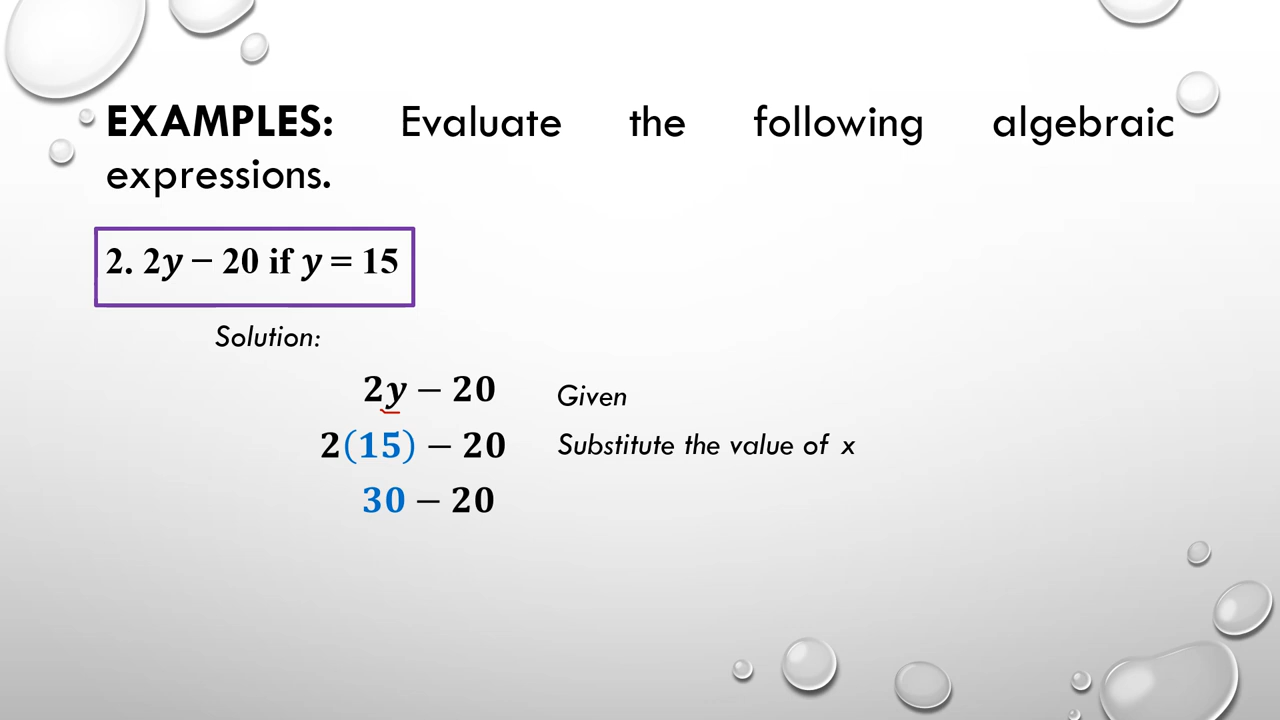 EXAMPLES: Evaluate the following algebraic
expressions.
2. 2y − 20 if y = 15
Solution:
2y − 20 Given
2(15) − 20 Substitute the value of x
30 − 20